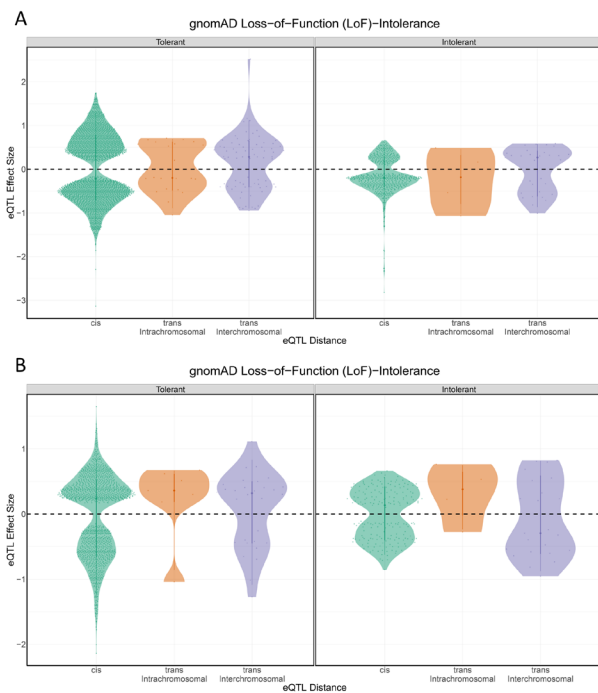 A
gnomAD Loss-of-Function (LoF)-Intolerance
Tolerant
Intolerant
eQTL Effect Size
2
1
0
-1
-2
-3
cis
trans
Intrachromosomal
trans
Interchromosomal
cis
trans
Intrachromosomal
trans
Interchromosomal
eQTL Distance
B
gnomAD Loss-of-Function (LoF)-Intolerance
Tolerant
Intolerant
eQTL Effect Size
1
0
-1
-2
cis
trans
Intrachromosomal
trans
Interchromosomal
cis
trans
Intrachromosomal
trans
Interchromosomal
eQTL Distance